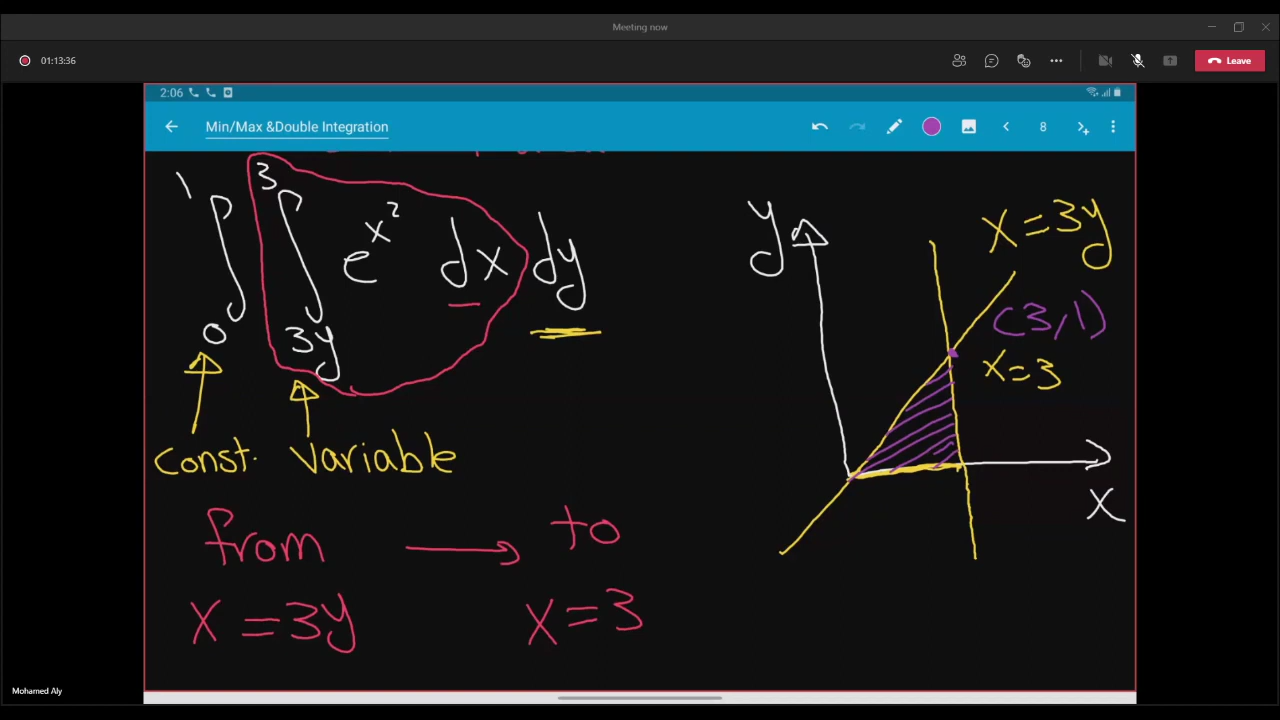 Meeting now
01:13:36
Leave
2:06
Min/Max &Double Integration
8
1 3
∫ ∫ e^x² dx dy
0 3y
const. variable
from → to
x = 3y x = 3
y
x = 3y
(3,1)
x = 3
x
Mohamed Aly